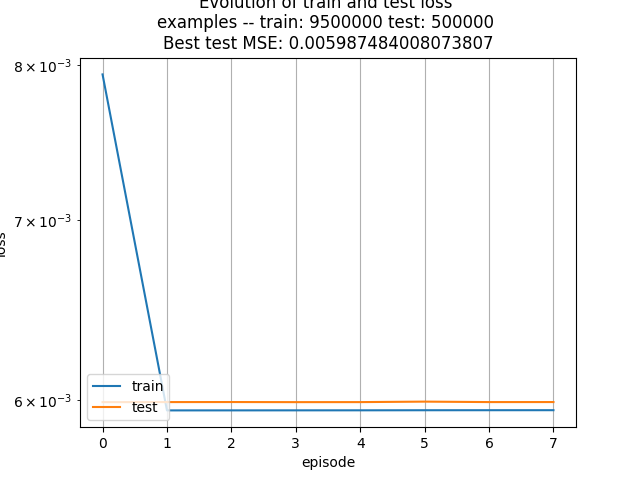 Evolution of train and test loss
examples -- train: 9500000 test: 500000
Best test MSE: 0.005987484008073807
8 × 10⁻³
7 × 10⁻³
6 × 10⁻³
loss
train
test
0 1 2 3 4 5 6 7
episode